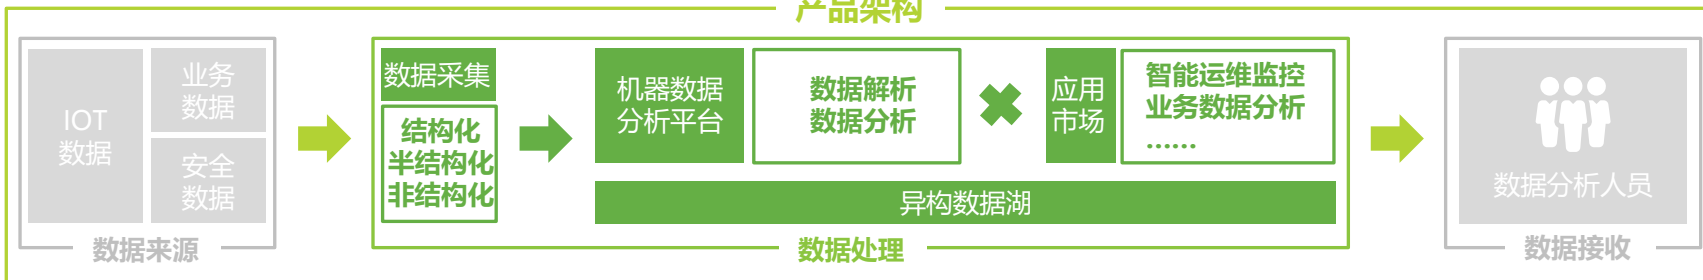 产品架构
IOT
数据
业务
数据
安全
数据
数据来源
数据采集
结构化
半结构化
非结构化
机器数据
分析平台
数据解析
数据分析
应用
市场
智能运维监控
业务数据分析
……
异构数据湖
数据处理
数据分析人员
数据接收